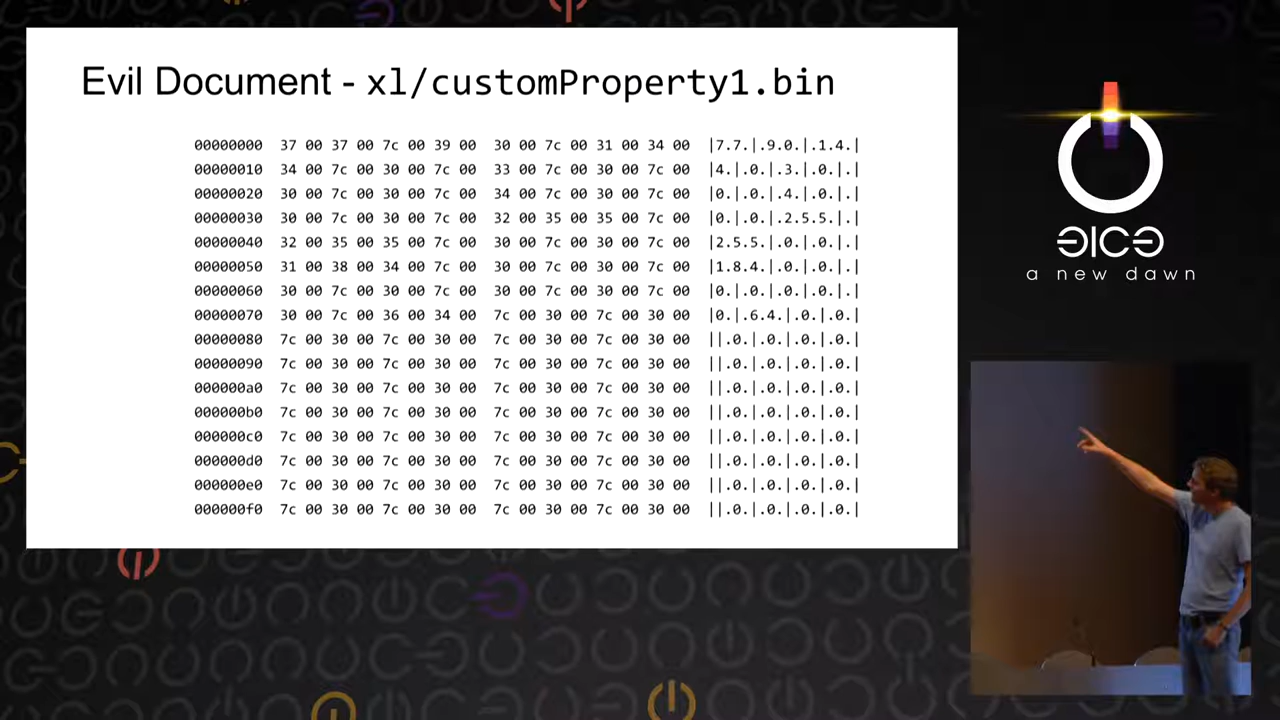 Evil Document - xl/customProperty1.bin
00000000 37 00 37 00 7c 00 39 00 30 00 7c 00 31 00 34 00 |7.7.|.9.0.|.1.4.|
00000010 34 00 7c 00 30 00 7c 00 33 00 7c 00 30 00 7c 00 |4.|.0.|.3.|.0.|.|
00000020 30 00 7c 00 30 00 7c 00 34 00 7c 00 30 00 7c 00 |0.|.0.|.4.|.0.|.|
00000030 30 00 7c 00 30 00 7c 00 32 00 35 00 35 00 7c 00 |0.|.0.|.2.5.5.|.|
00000040 32 00 35 00 35 00 7c 00 30 00 7c 00 30 00 7c 00 |2.5.5.|.0.|.0.|.|
00000050 31 00 38 00 34 00 7c 00 30 00 7c 00 30 00 7c 00 |1.8.4.|.0.|.0.|.|
00000060 30 00 7c 00 30 00 7c 00 30 00 7c 00 30 00 7c 00 |0.|.0.|.0.|.0.|.|
00000070 30 00 7c 00 36 00 34 00 7c 00 30 00 7c 00 30 00 |0.|.6.4.|.0.|.0.|
00000080 7c 00 30 00 7c 00 30 00 7c 00 30 00 7c 00 30 00 ||.0.|.0.|.0.|.0.|
00000090 7c 00 30 00 7c 00 30 00 7c 00 30 00 7c 00 30 00 ||.0.|.0.|.0.|.0.|
000000a0 7c 00 30 00 7c 00 30 00 7c 00 30 00 7c 00 30 00 ||.0.|.0.|.0.|.0.|
000000b0 7c 00 30 00 7c 00 30 00 7c 00 30 00 7c 00 30 00 ||.0.|.0.|.0.|.0.|
000000c0 7c 00 30 00 7c 00 30 00 7c 00 30 00 7c 00 30 00 ||.0.|.0.|.0.|.0.|
000000d0 7c 00 30 00 7c 00 30 00 7c 00 30 00 7c 00 30 00 ||.0.|.0.|.0.|.0.|
000000e0 7c 00 30 00 7c 00 30 00 7c 00 30 00 7c 00 30 00 ||.0.|.0.|.0.|.0.|
000000f0 7c 00 30 00 7c 00 30 00 7c 00 30 00 7c 00 30 00 ||.0.|.0.|.0.|.0.|
a new dawn